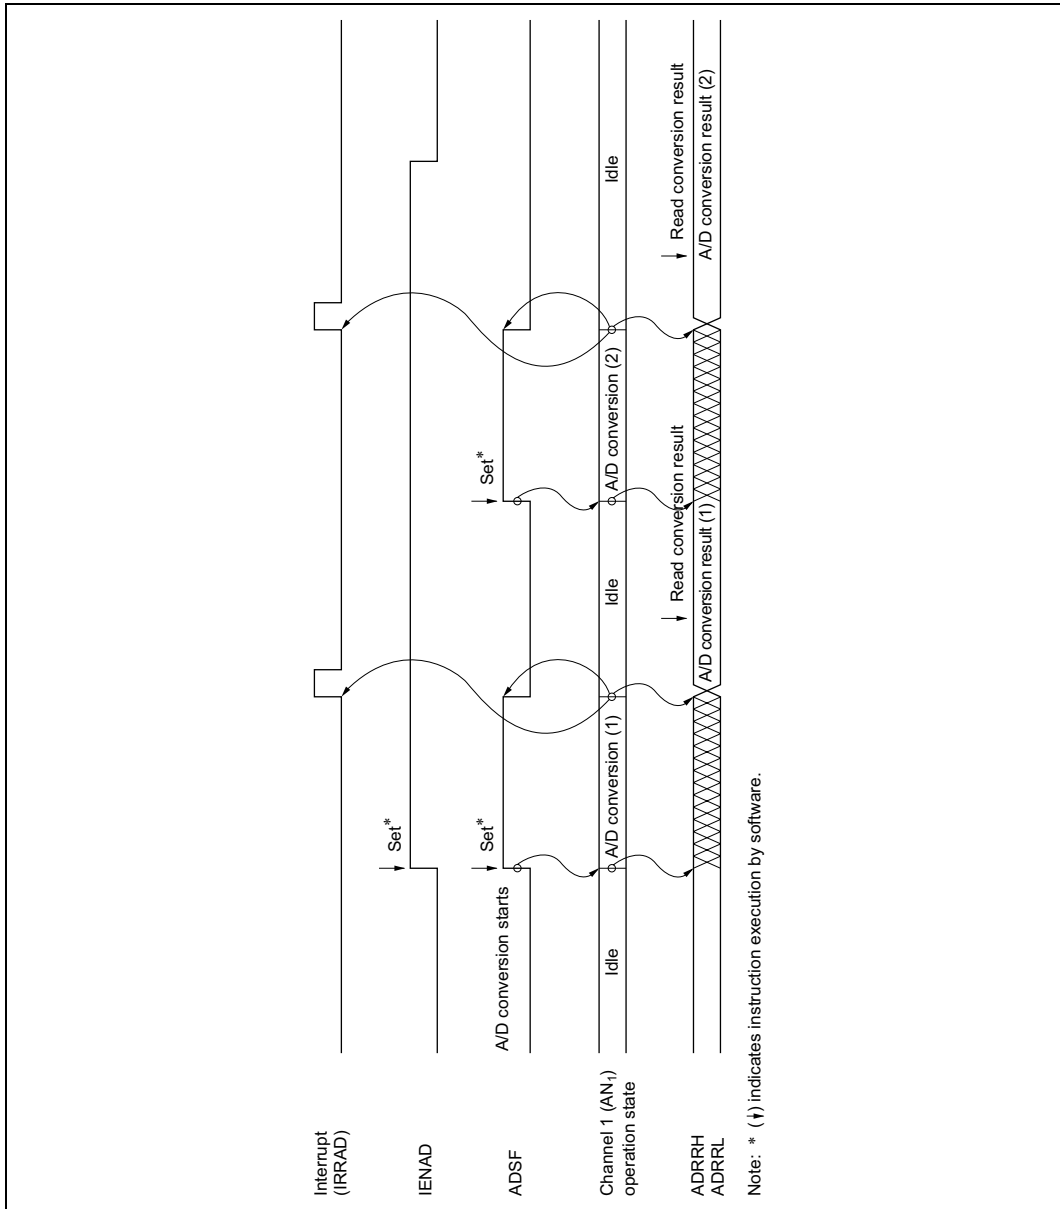 Interrupt
(IRRAD)
IENAD
Set*
ADSF
A/D conversion starts
Set*
Set*
Channel 1 (AN₁)
operation state
Idle
A/D conversion (1)
Idle
A/D conversion (2)
Idle
Read conversion result
Read conversion result
ADRRH
ADRRL
A/D conversion result (1)
A/D conversion result (2)
Note: * (↓) indicates instruction execution by software.